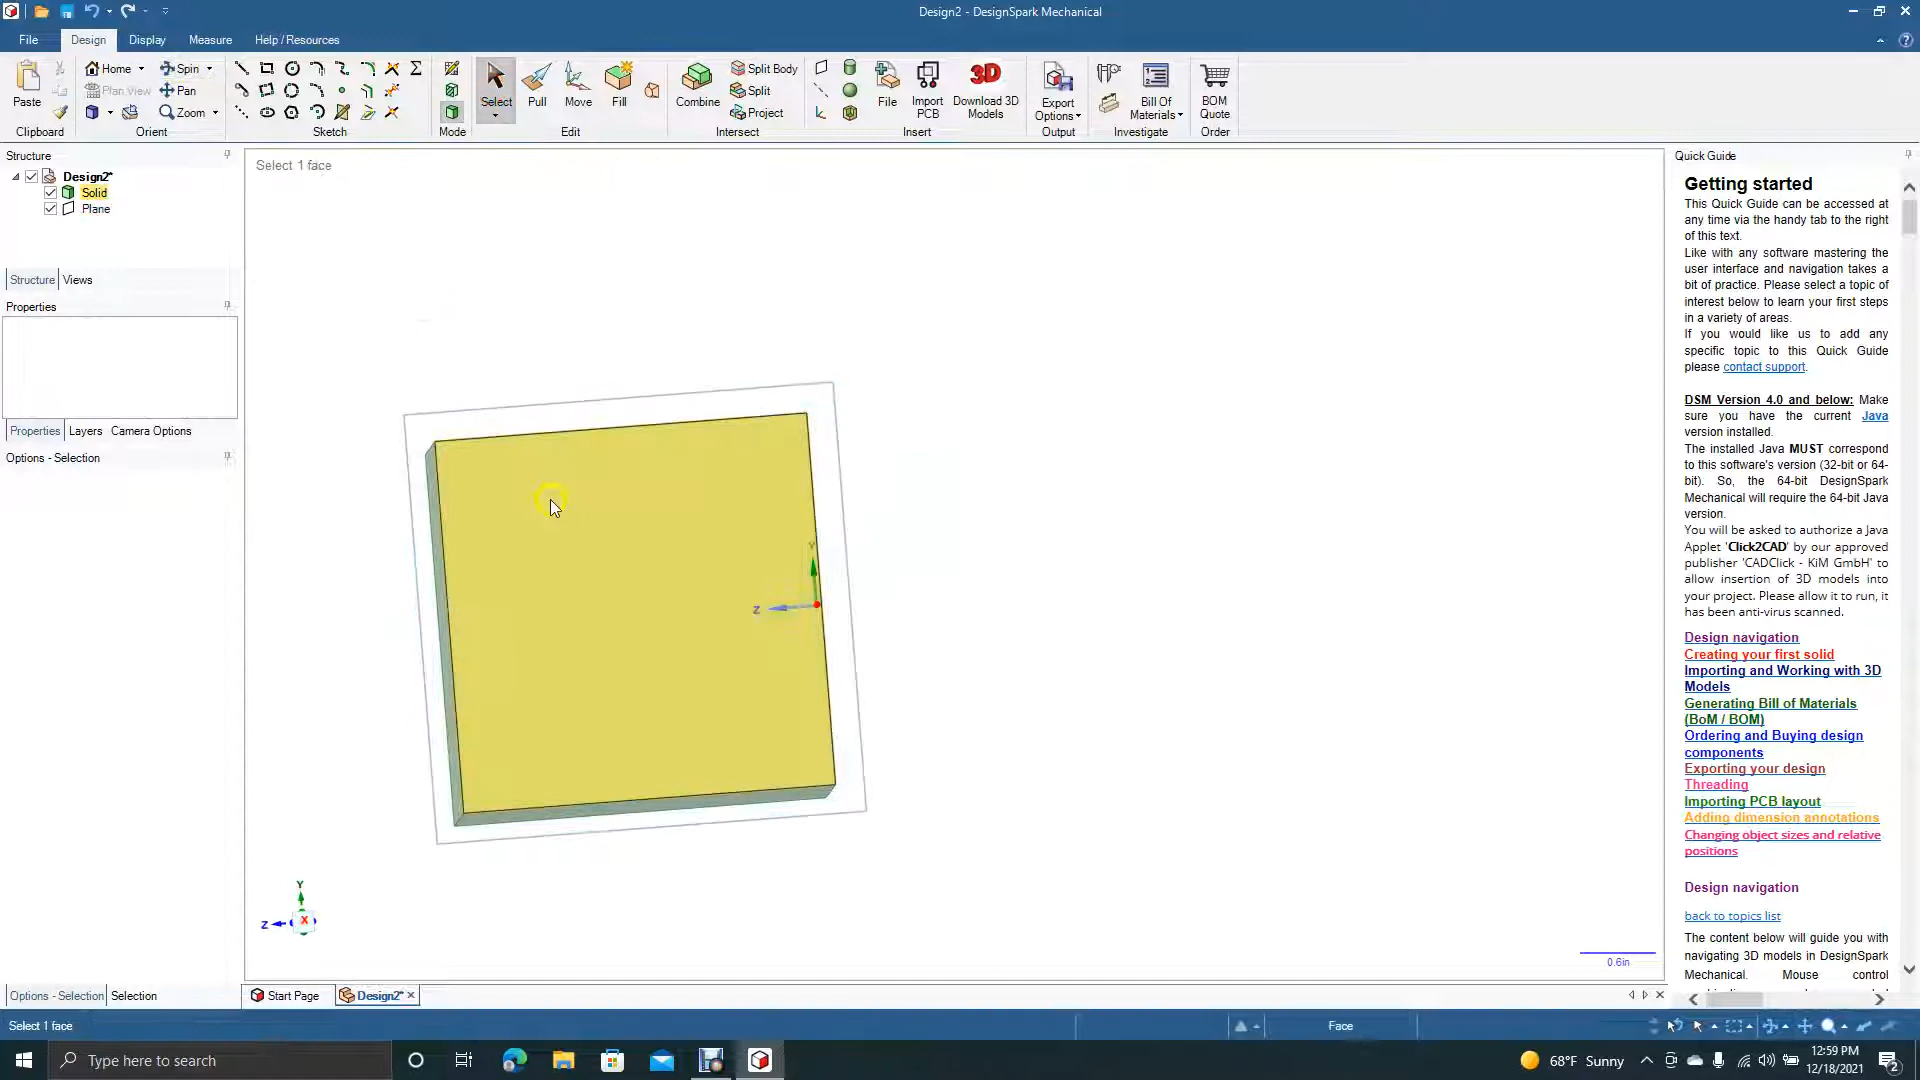 Design2 - DesignSpark Mechanical
File Design Display Measure Help / Resources
Home Spin Split Body
Plan View Pan Split
Paste Select Pull Move Fill Combine File Import PCB 3D Download 3D Models Export Options Bill Of Materials BOM Quote
Zoom Project
Clipboard Orient Sketch Mode Edit Intersect Insert Output Investigate Order
Structure
Design2*
Solid
Plane
Structure Views
Properties
Properties Layers Camera Options
Options - Selection
Options - Selection Selection
Select 1 face
Y
Z
Y
Z X
0.6in
Start Page Design2*
Quick Guide
Getting started
This Quick Guide can be accessed at
any time via the handy tab to the right
of this text.
Like with any software mastering the
user interface and navigation takes a
bit of practice. Please select a topic of
interest below to learn your first steps
in a variety of areas.
If you would like us to add any
specific topic to this Quick Guide
please contact support.
DSM Version 4.0 and below: Make
sure you have the current Java
version installed.
The installed Java MUST correspond
to this software's version (32-bit or 64-
bit). So, the 64-bit DesignSpark
Mechanical will require the 64-bit Java
version.
You will be asked to authorize a Java
Applet 'Click2CAD' by our approved
publisher 'CADClick - KiM GmbH' to
allow insertion of 3D models into
your project. Please allow it to run, it
has been anti-virus scanned.
Design navigation
Creating your first solid
Importing and Working with 3D
Models
Generating Bill of Materials
(BoM / BOM)
Ordering and Buying design
components
Exporting your design
Threading
Importing PCB layout
Adding dimension annotations
Changing object sizes and relative
positions
Design navigation
back to topics list
The content below will guide you with
navigating 3D models in DesignSpark
Mechanical. Mouse control
Select 1 face Face
Type here to search 68°F Sunny 12:59 PM
12/18/2021 2